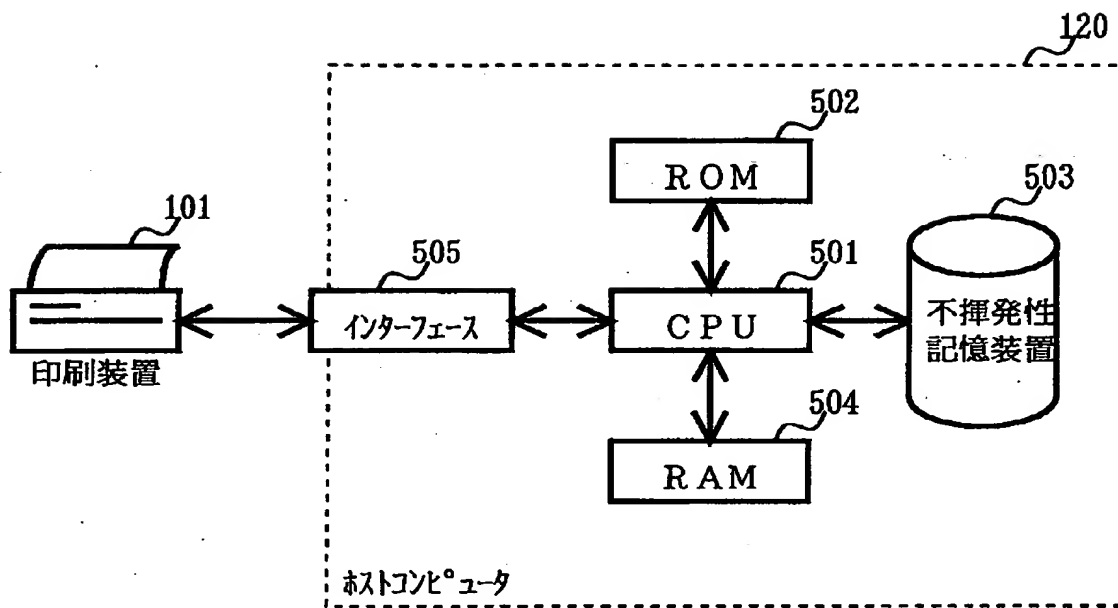 120
502
ＲＯＭ
503
101
505
501
インターフェース
ＣＰＵ
不揮発性
記憶装置
印刷装置
504
ＲＡＭ
ﾎｽﾄｺﾝﾋﾟｭｰﾀ